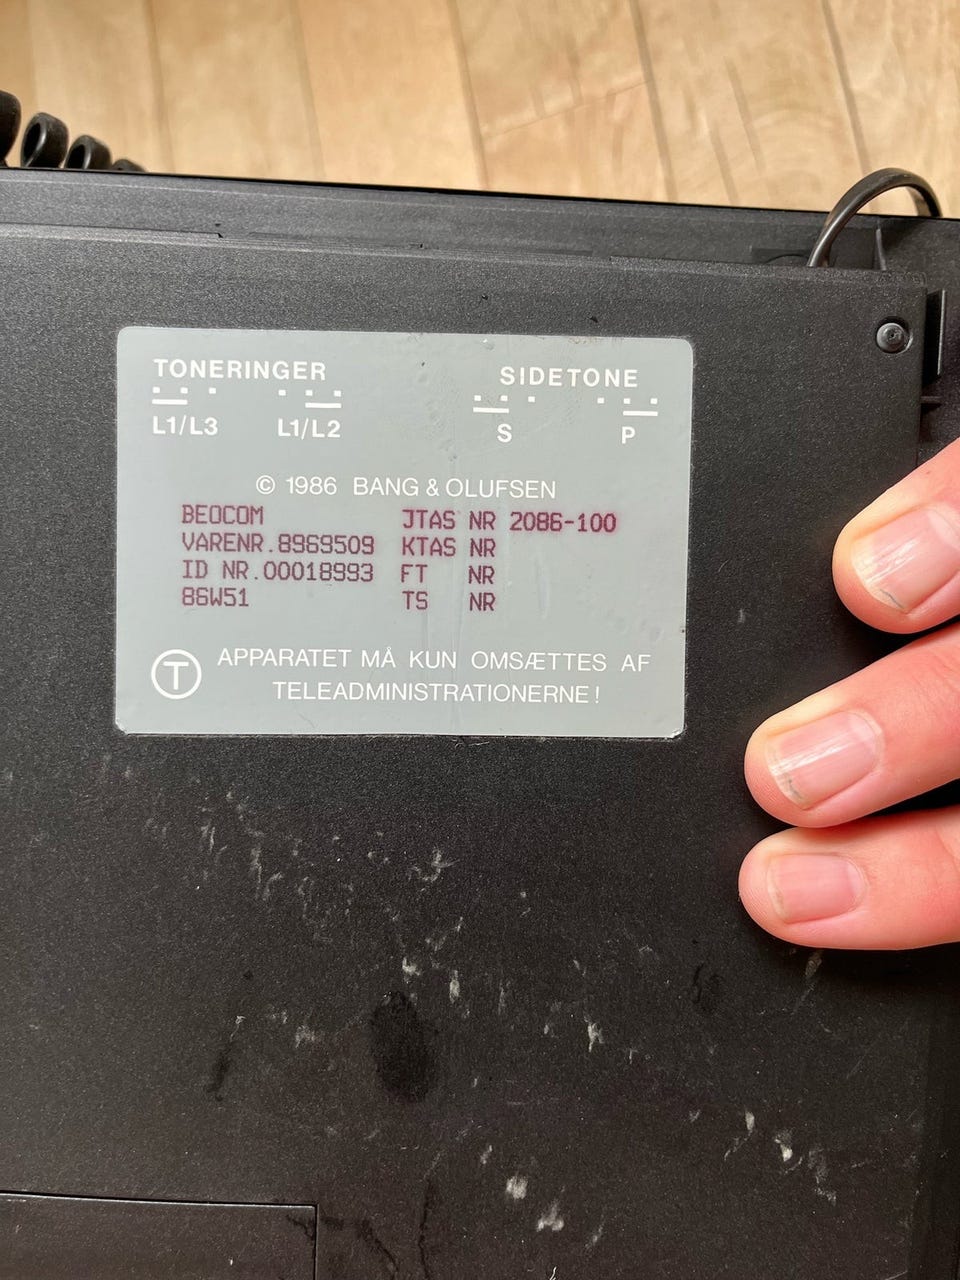 TONERINGER
L1/L3 L1/L2
SIDETONE
S P
© 1986 BANG & OLUFSEN
BEOCOM JTAS NR 2086-100
VARENR.8969509 KTAS NR
ID NR.00018993 FT NR
86W51 TS NR
T APPARATET MÅ KUN OMSÆTTES AF
TELEADMINISTRATIONERNE!